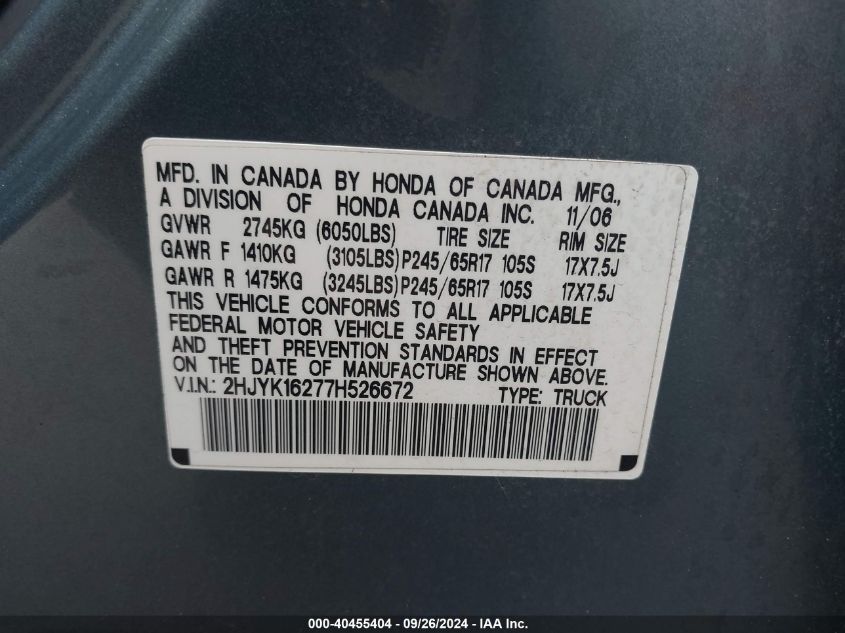 MFD. IN CANADA BY HONDA OF CANADA MFG.,
A DIVISION OF HONDA CANADA INC. 11/06
GVWR 2745KG (6050LBS) TIRE SIZE RIM SIZE
GAWR F 1410KG (3105LBS) P245/65R17 105S 17X7.5J
GAWR R 1475KG (3245LBS) P245/65R17 105S 17X7.5J
THIS VEHICLE CONFORMS TO ALL APPLICABLE
FEDERAL MOTOR VEHICLE SAFETY
AND THEFT PREVENTION STANDARDS IN EFFECT
ON THE DATE OF MANUFACTURE SHOWN ABOVE.
V.I.N.: 2HJYK16277H526672 TYPE: TRUCK
000-40455404 - 09/26/2024 - IAA Inc.